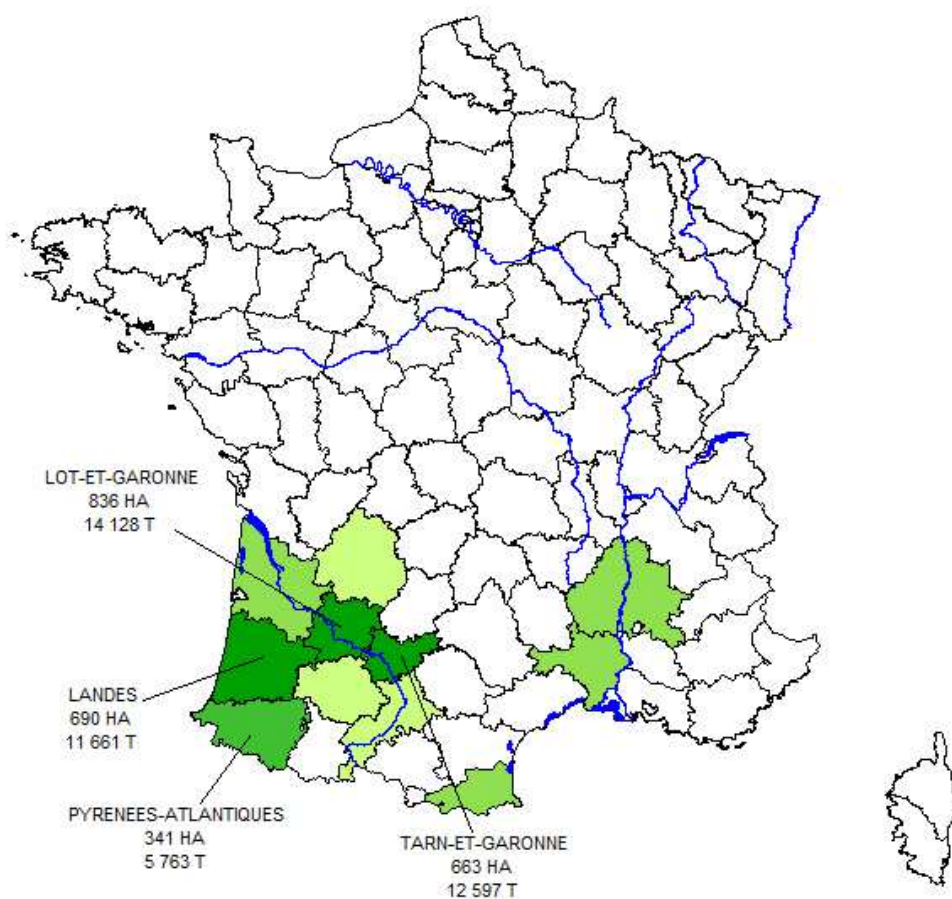 LOT-ET-GARONNE
836 HA
14 128 T
LANDES
690 HA
11 661 T
PYRENEES-ATLANTIQUES
341 HA
5 763 T
TARN-ET-GARONNE
663 HA
12 597 T